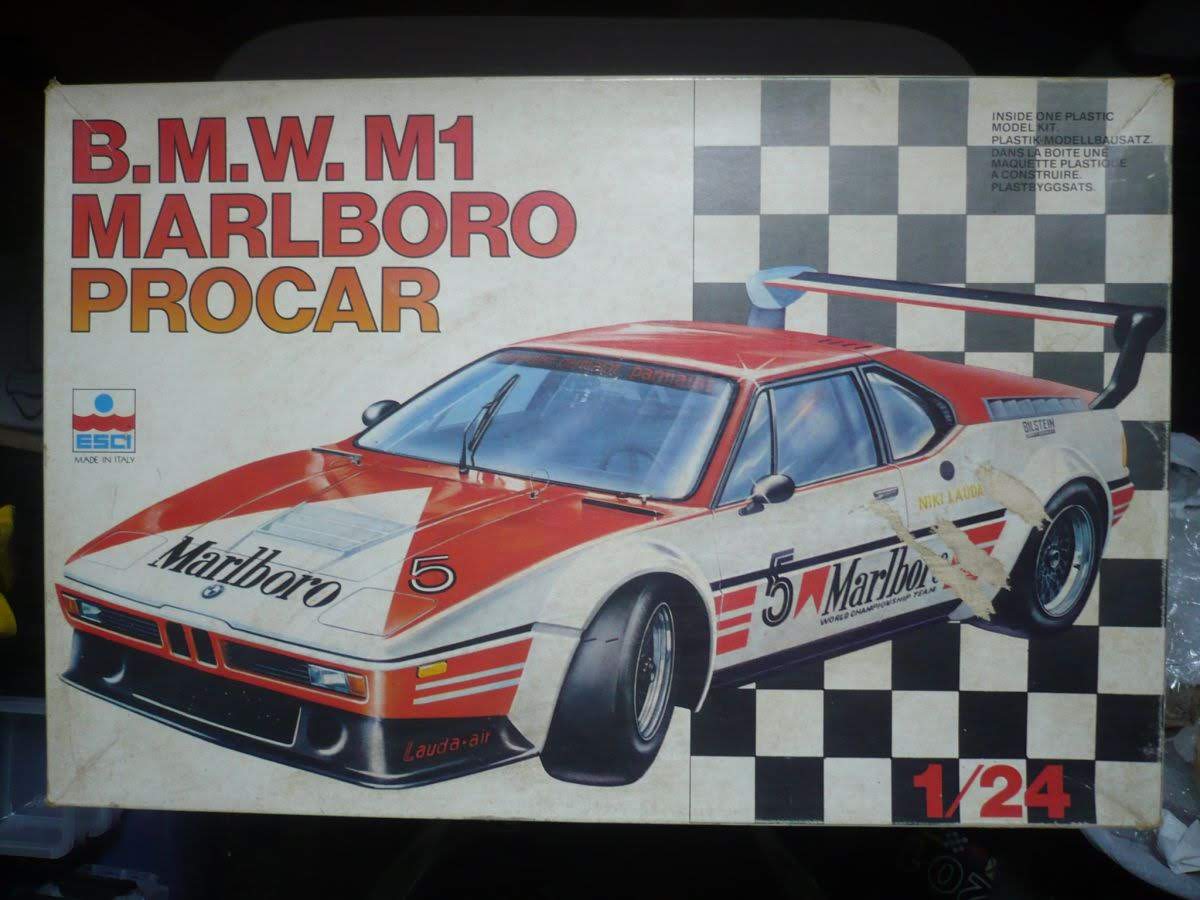 B.M.W. M1
MARLBORO
PROCAR
INSIDE ONE PLASTIC
MODEL KIT.
PLASTIK-MODELLBAUSATZ.
DANS LA BOITE UNE
MAQUETTE PLASTIQUE
A CONSTRUIRE.
PLASTBYGGSATS.
ESCI
MADE IN ITALY
parmalat
BILSTEIN
NIKI LAUDA
Marlboro
5
5
Marlboro
WORLD CHAMPIONSHIP TEAM
Lauda-air
1/24